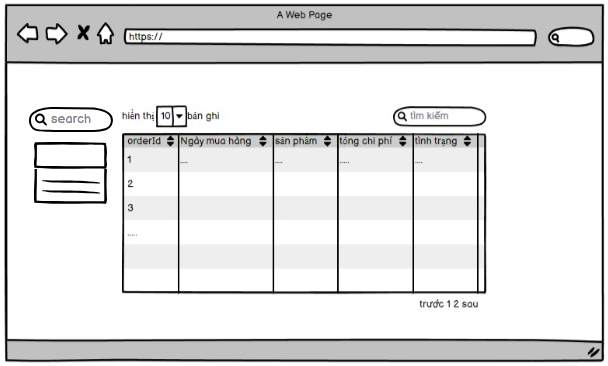 A Web Page
https://
search
hiển thị 10 bản ghi
tìm kiếm
orderId Ngày mua hàng sản phẩm tổng chi phí tình trạng
1 .... .... ..... ....
2
3
.....
trước 1 2 sau